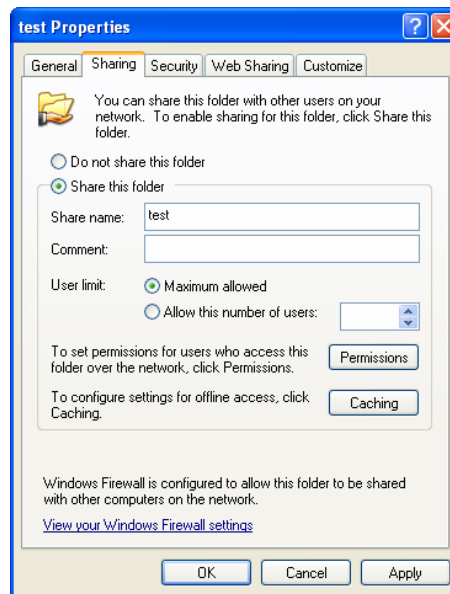 test Properties
General Sharing Security Web Sharing Customize
You can share this folder with other users on your
network. To enable sharing for this folder, click Share this
folder.
Do not share this folder
Share this folder
Share name: test
Comment:
User limit: Maximum allowed
Allow this number of users:
To set permissions for users who access this
folder over the network, click Permissions.
Permissions
To configure settings for offline access, click
Caching.
Caching
Windows Firewall is configured to allow this folder to be shared
with other computers on the network.
View your Windows Firewall settings
OK Cancel Apply